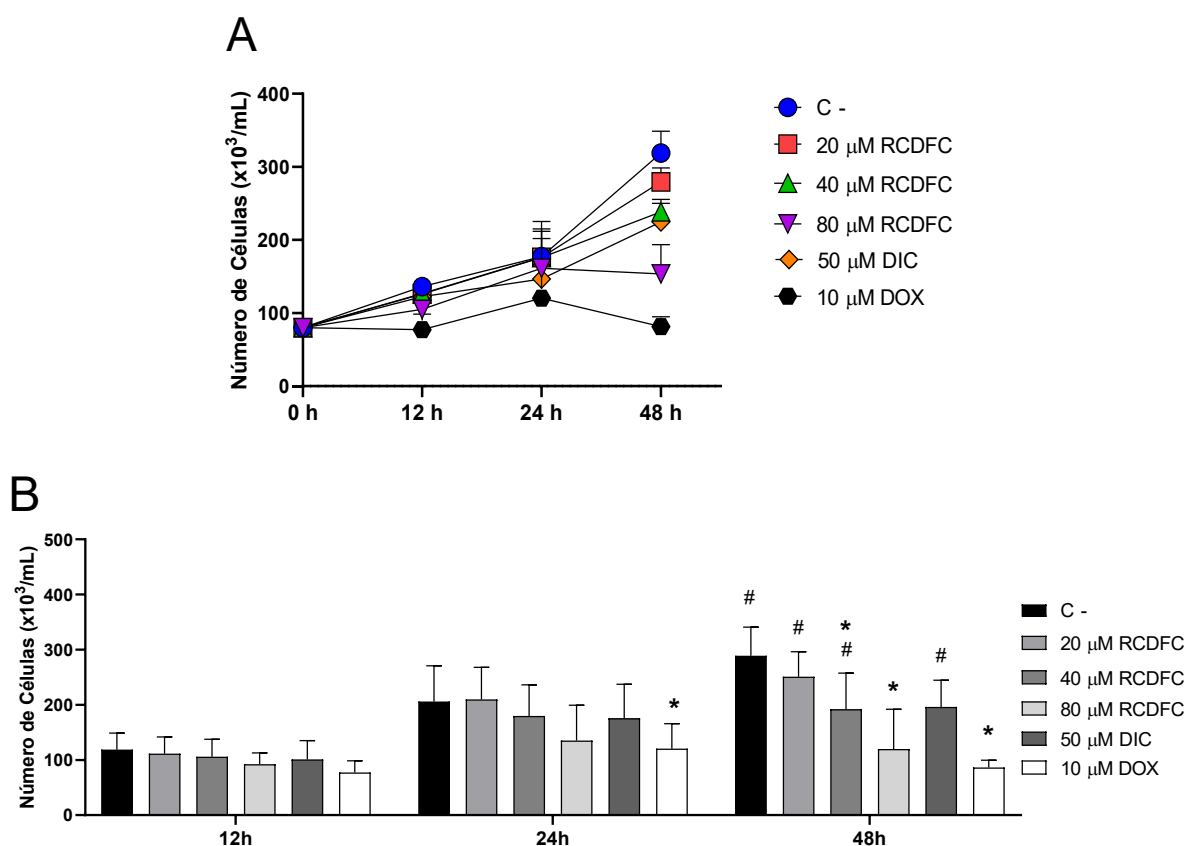 A
Número de Células (x10³/mL)
400
300
200
100
0
0 h
12 h
24 h
48 h
C -
20 μM RCDFC
40 μM RCDFC
80 μM RCDFC
50 μM DIC
10 μM DOX
B
Número de Células (x10³/mL)
500
400
300
200
100
0
12h
24h
48h
*
#
#
*
#
*
#
*
C -
20 μM RCDFC
40 μM RCDFC
80 μM RCDFC
50 μM DIC
10 μM DOX